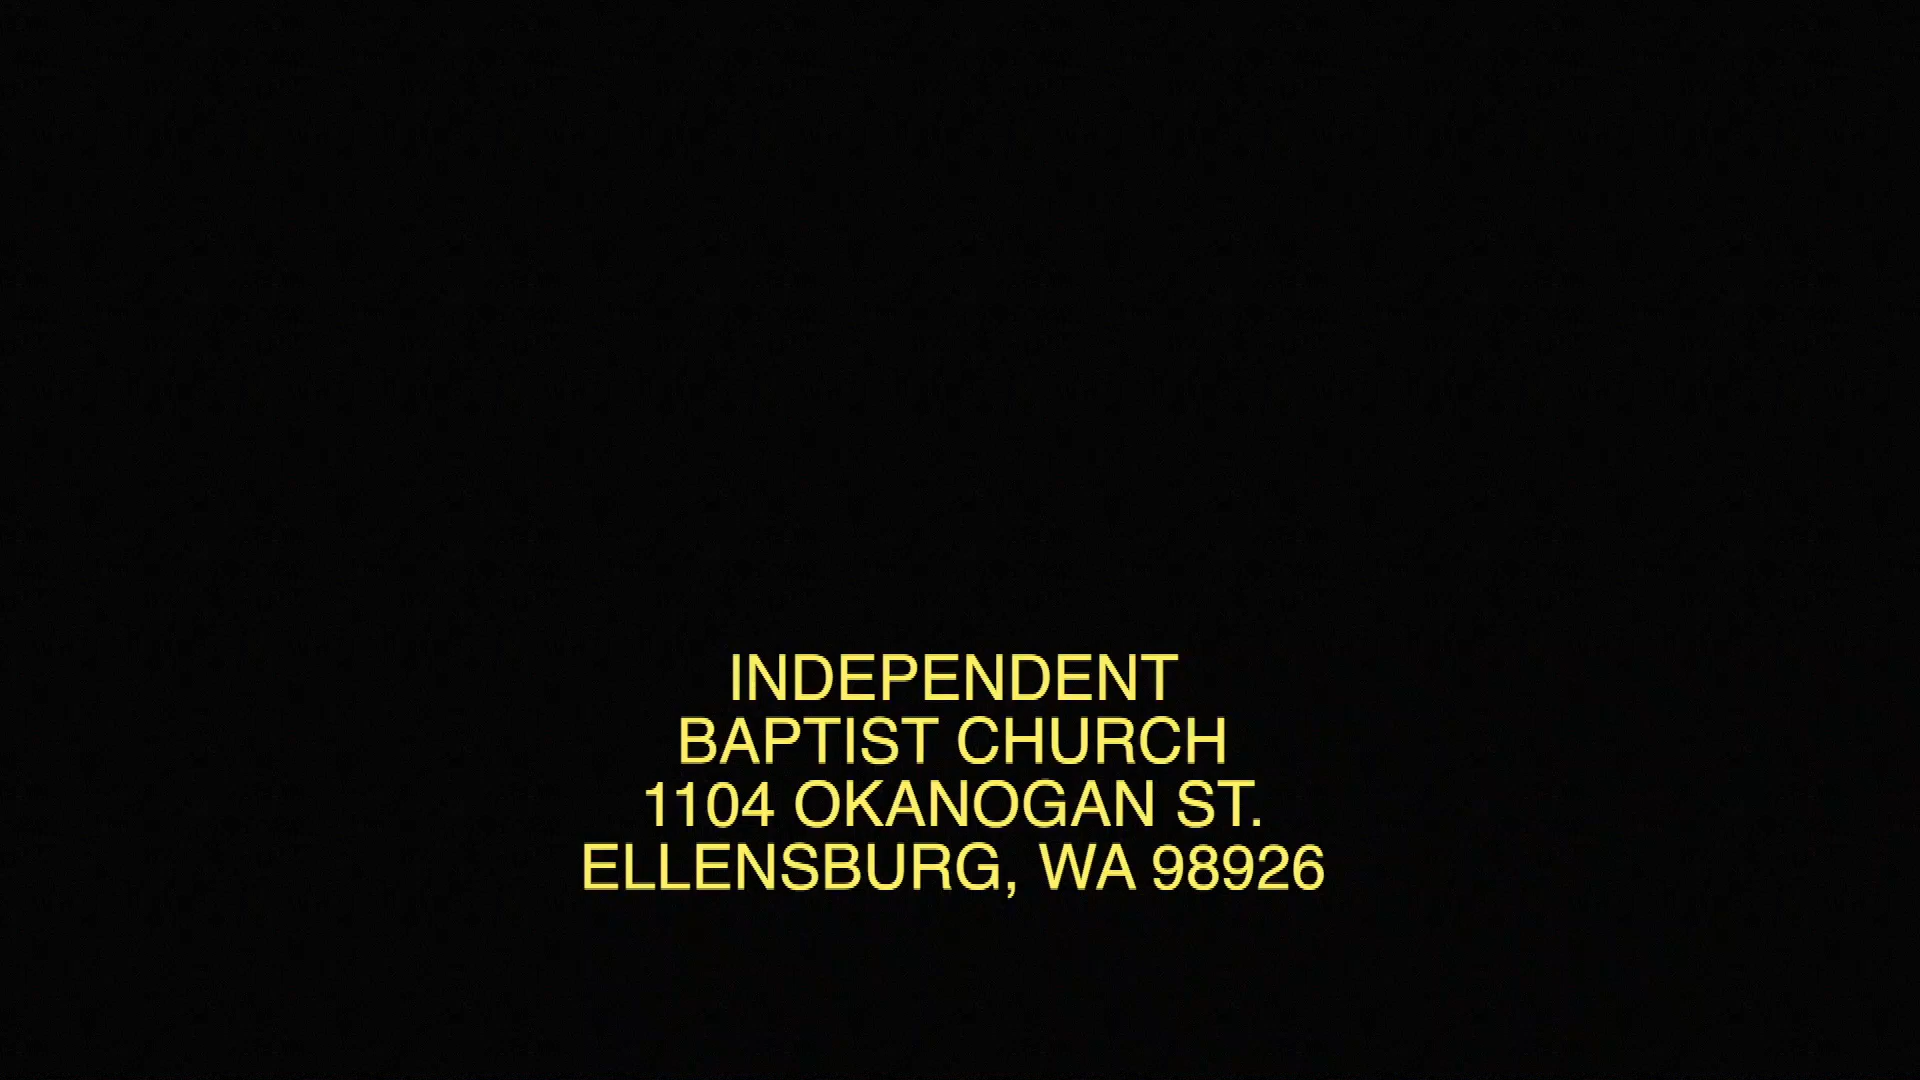 INDEPENDENT
BAPTIST CHURCH
1104 OKANOGAN ST.
ELLENSBURG, WA 98926